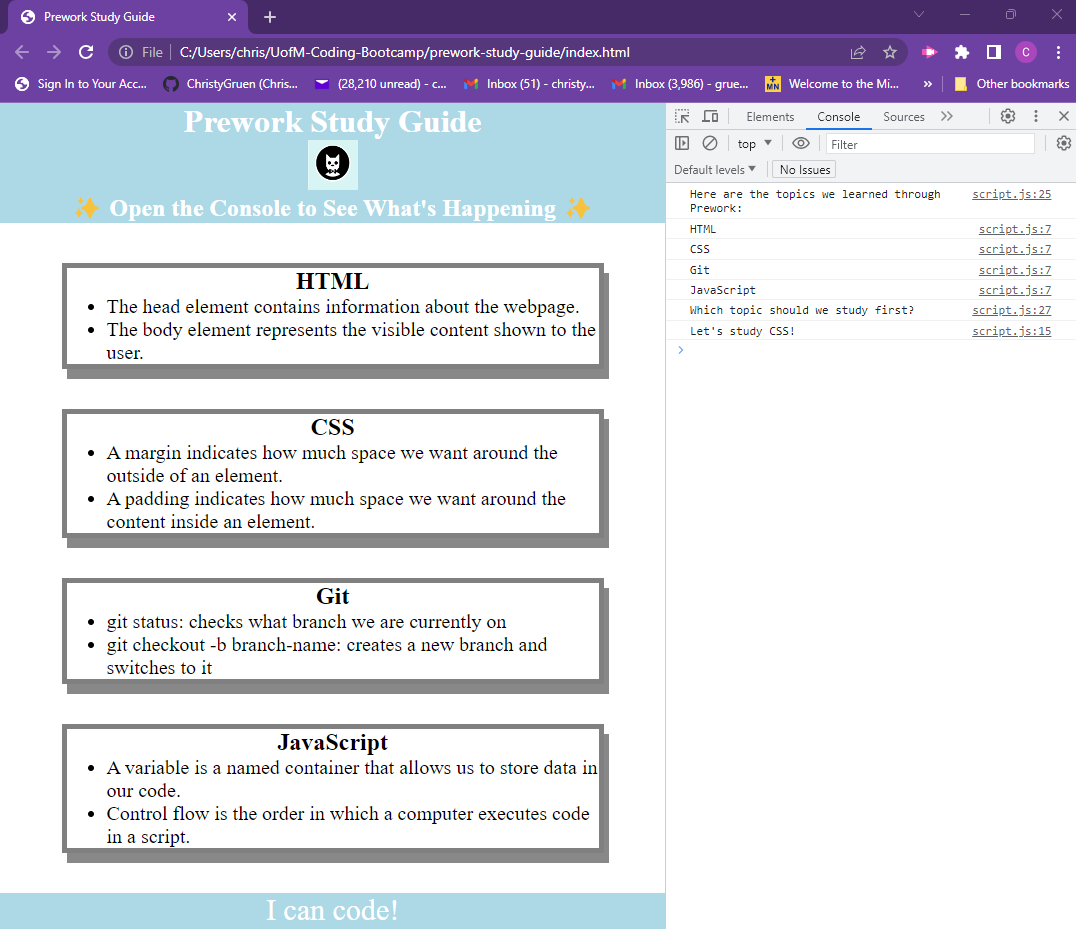 Prework Study Guide
File
C:/Users/chris/UofM-Coding-Bootcamp/prework-study-guide/index.html
C
Sign In to Your Acc...
ChristyGruen (Chris...
(28,210 unread) - c...
Inbox (51) - christy...
Inbox (3,986) - grue...
Welcome to the Mi...
»
Other bookmarks
Prework Study Guide
✨ Open the Console to See What's Happening ✨
HTML
• The head element contains information about the webpage.
• The body element represents the visible content shown to the
user.
CSS
• A margin indicates how much space we want around the
outside of an element.
• A padding indicates how much space we want around the
content inside an element.
Git
• git status: checks what branch we are currently on
• git checkout -b branch-name: creates a new branch and
switches to it
JavaScript
• A variable is a named container that allows us to store data in
our code.
• Control flow is the order in which a computer executes code
in a script.
I can code!
Elements Console Sources
top Filter
Default levels No Issues
Here are the topics we learned through script.js:25
Prework:
HTML script.js:7
CSS script.js:7
Git script.js:7
JavaScript script.js:7
Which topic should we study first? script.js:27
Let's study CSS! script.js:15